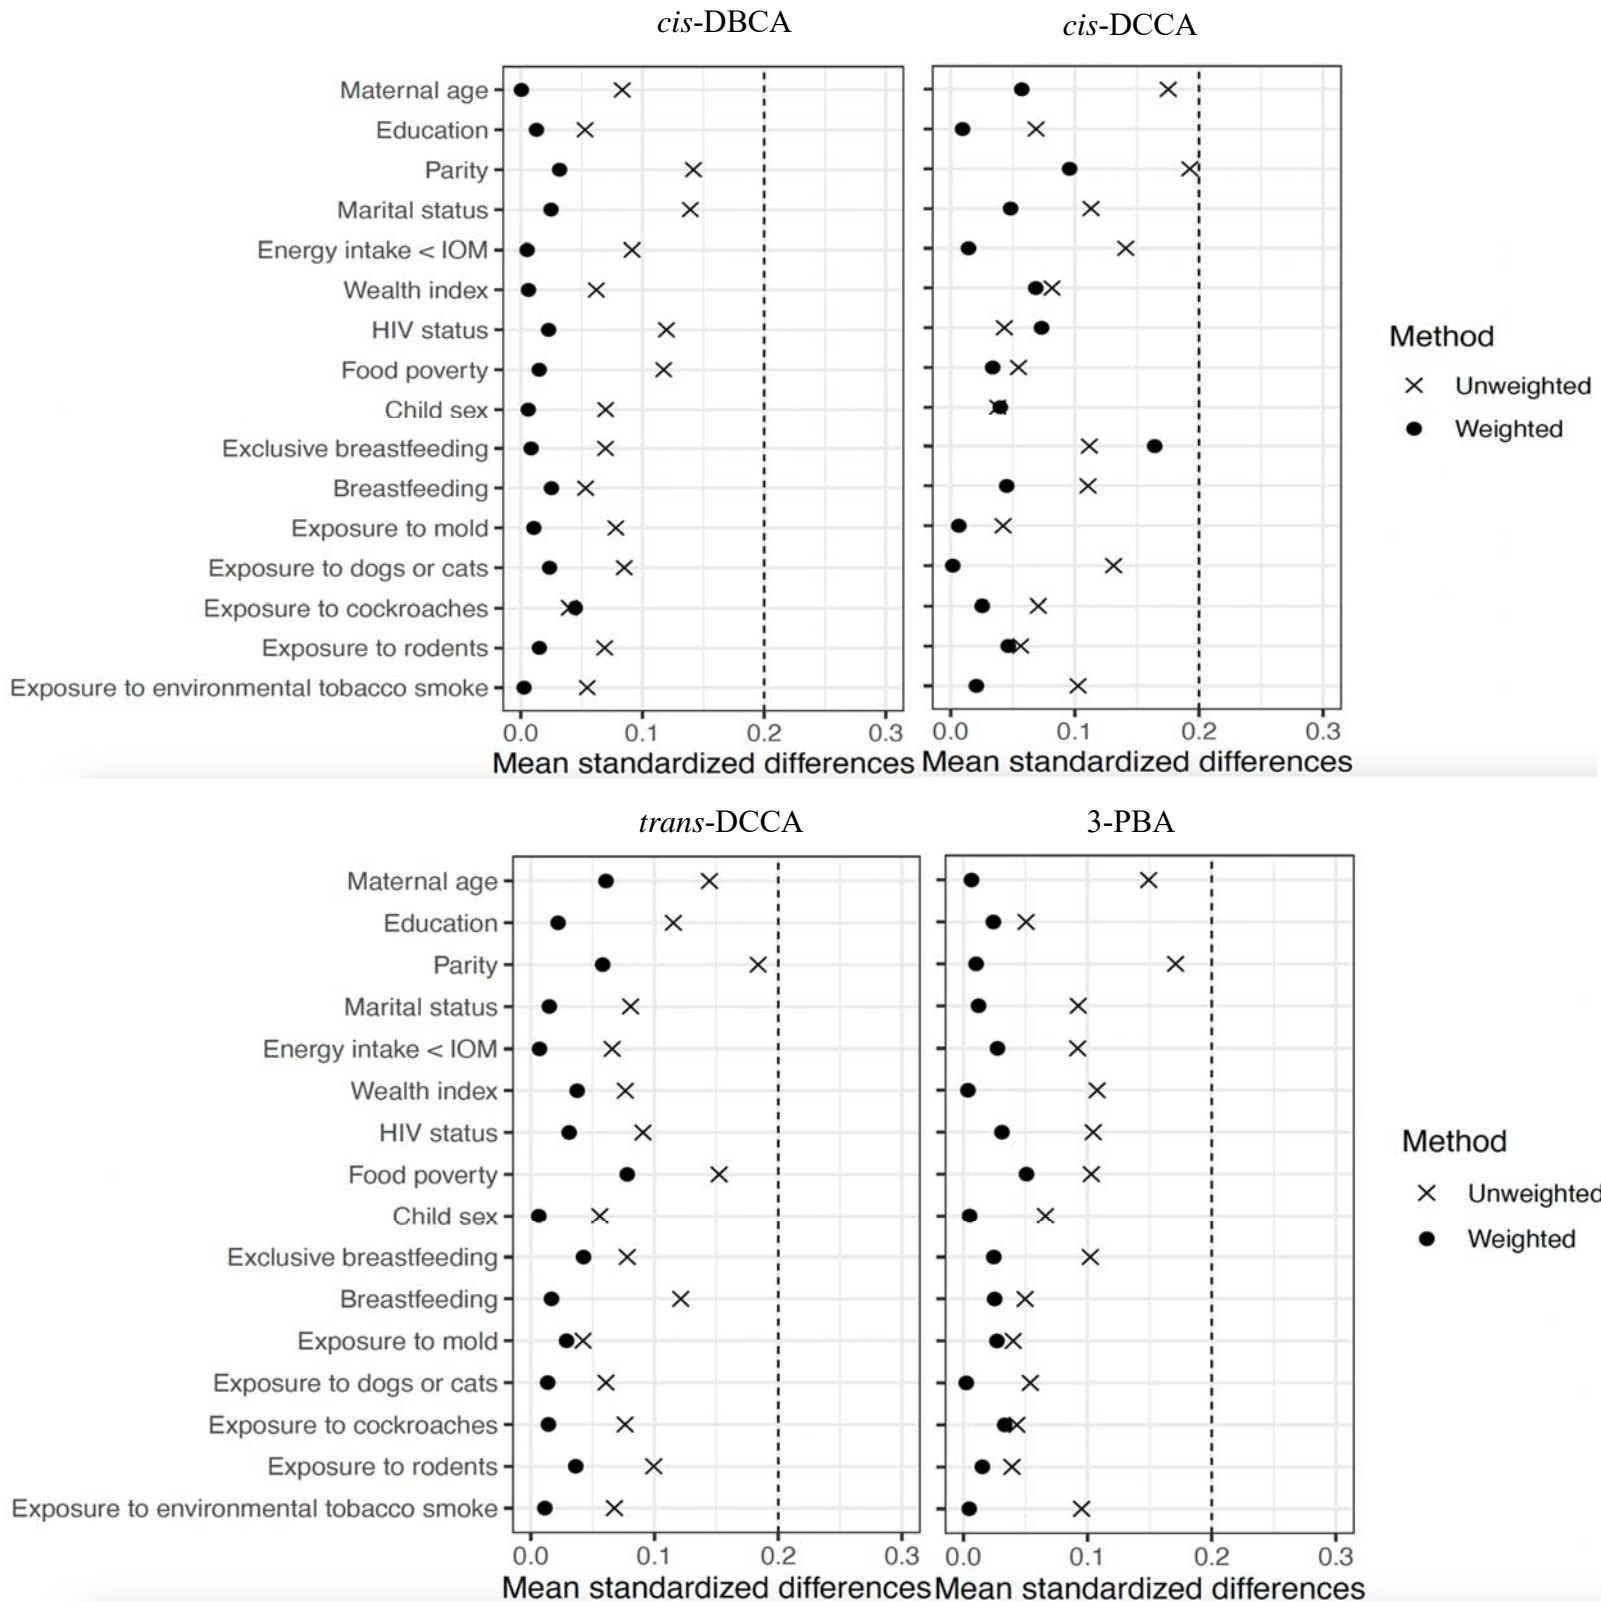 cis-DBCA
cis-DCCA
Maternal age
Education
Parity
Marital status
Energy intake < IOM
Wealth index
HIV status
Food poverty
Child sex
Exclusive breastfeeding
Breastfeeding
Exposure to mold
Exposure to dogs or cats
Exposure to cockroaches
Exposure to rodents
Exposure to environmental tobacco smoke
0.0 0.1 0.2 0.3
Mean standardized differences
0.0 0.1 0.2 0.3
Mean standardized differences
Method
Unweighted
Weighted
trans-DCCA
3-PBA
Maternal age
Education
Parity
Marital status
Energy intake < IOM
Wealth index
HIV status
Food poverty
Child sex
Exclusive breastfeeding
Breastfeeding
Exposure to mold
Exposure to dogs or cats
Exposure to cockroaches
Exposure to rodents
Exposure to environmental tobacco smoke
0.0 0.1 0.2 0.3
Mean standardized differences
0.0 0.1 0.2 0.3
Mean standardized differences
Method
Unweighted
Weighted